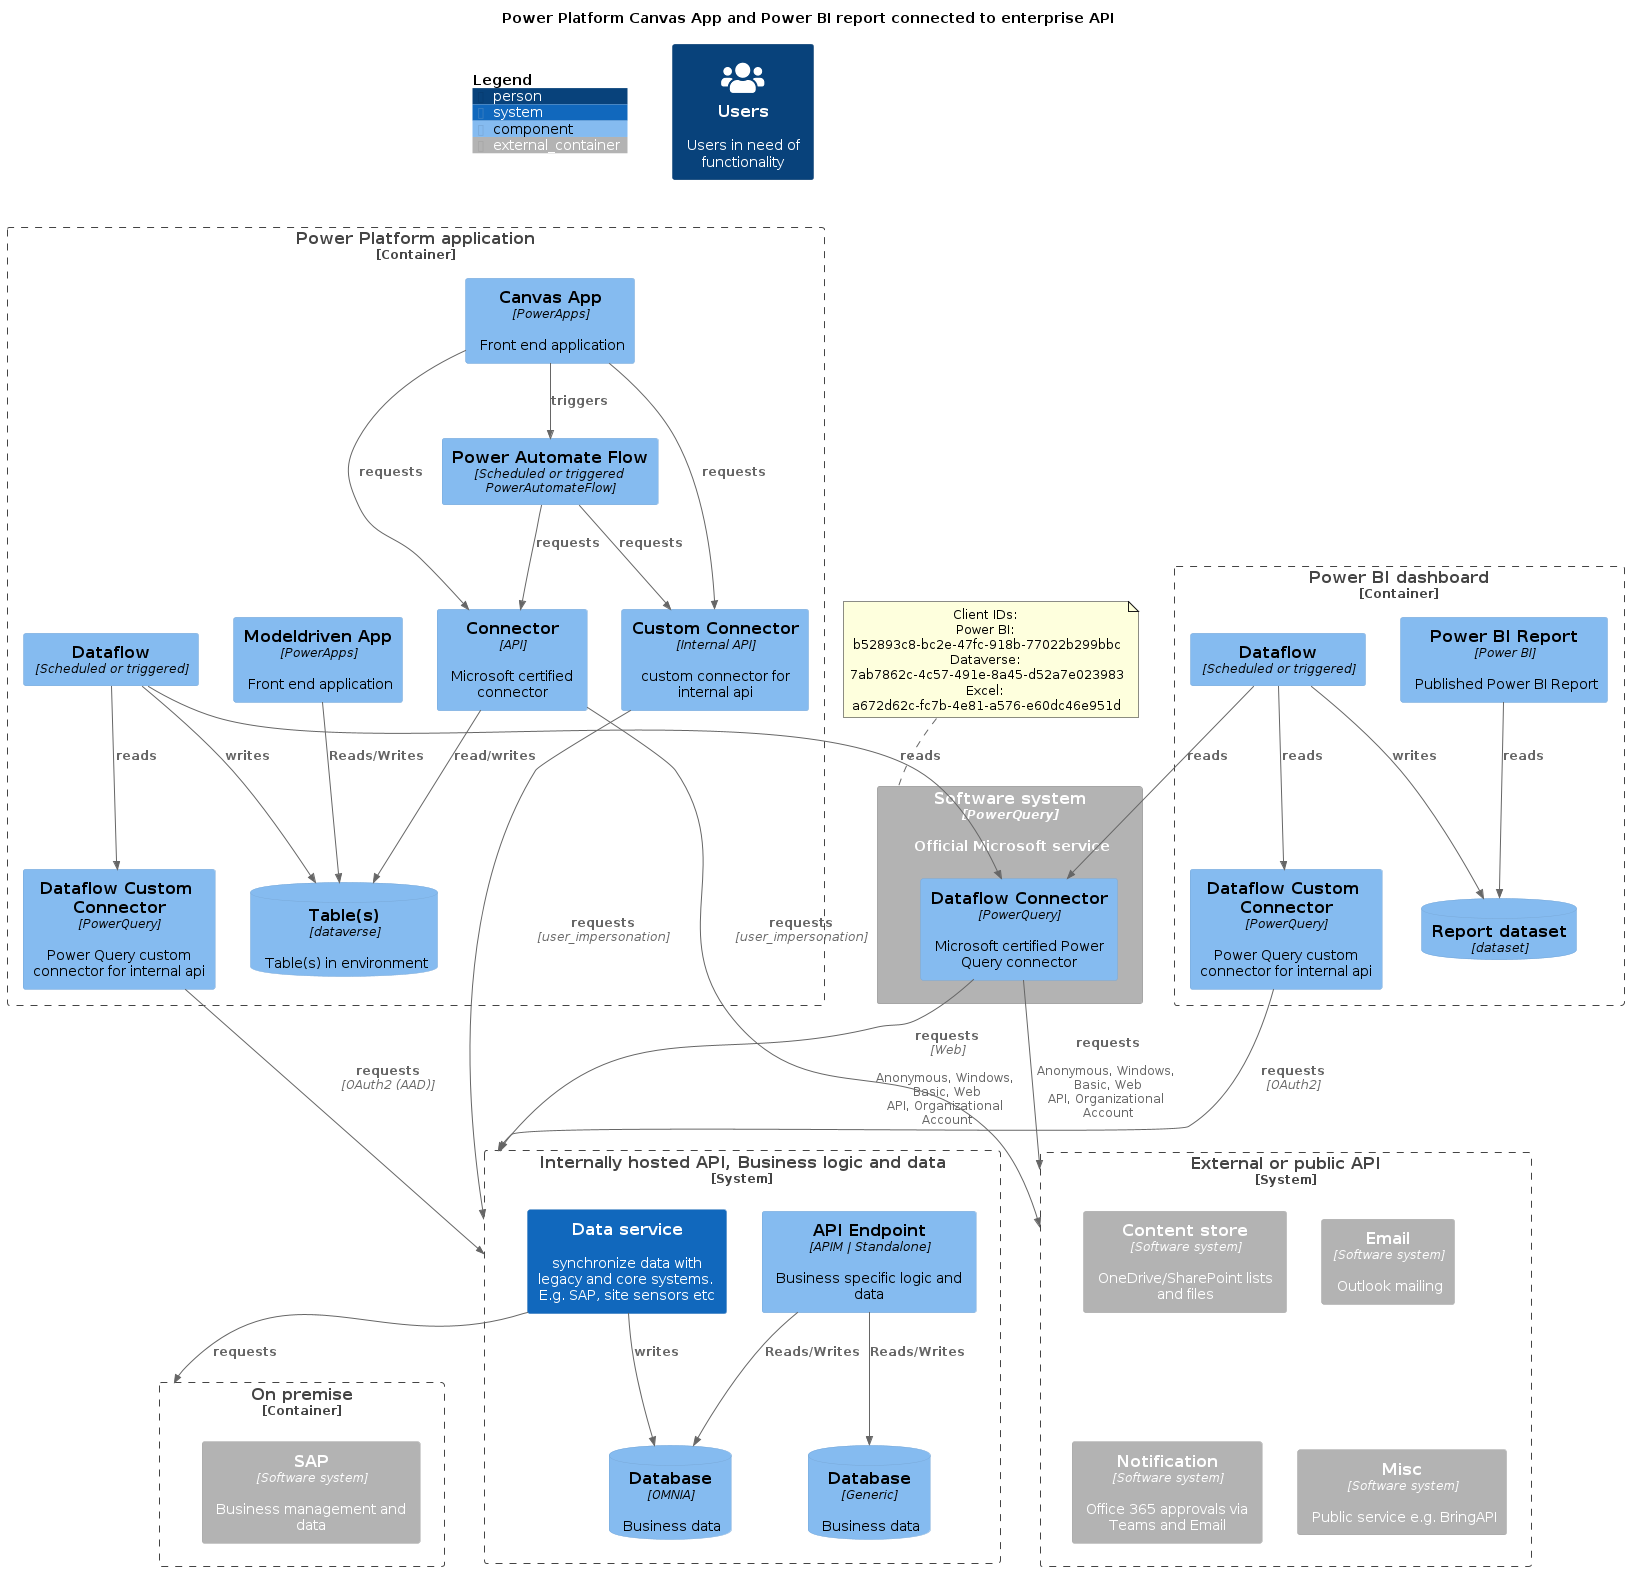 Power Platform Canvas App and Power BI report connected to enterprise API
Legend
person
system
component
external_container
Users
Users in need of
functionality
Power Platform application
[Container]
Canvas App
[PowerApps]
Front end application
triggers
requests
requests
Power Automate Flow
[Scheduled or triggered
PowerAutomateFlow]
requests
requests
Dataflow
[Scheduled or triggered]
Modeldriven App
[PowerApps]
Front end application
Connector
[API]
Microsoft certified
connector
Custom Connector
[Internal API]
custom connector for
internal api
reads
writes
Reads/Writes
read/writes
reads
Dataflow Custom
Connector
[PowerQuery]
Power Query custom
connector for internal api
Table(s)
[dataverse]
Table(s) in environment
requests
[user_impersonation]
requests
[user_impersonation]
Client IDs:
Power BI:
b52893c8-bc2e-47fc-918b-77022b299bbc
Dataverse:
7ab7862c-4c57-491e-8a45-d52a7e023983
Excel:
a672d62c-fc7b-4e81-a576-e60dc46e951d
Software system
[PowerQuery]
Official Microsoft service
Dataflow Connector
[PowerQuery]
Microsoft certified Power
Query connector
Power BI dashboard
[Container]
Dataflow
[Scheduled or triggered]
Power BI Report
[Power BI]
Published Power BI Report
reads
reads
writes
reads
Dataflow Custom
Connector
[PowerQuery]
Power Query custom
connector for internal api
Report dataset
[dataset]
requests
[OAuth2 (AAD)]
requests
[Web]
Anonymous, Windows,
Basic, Web
API, Organizational
Account
requests
Anonymous, Windows,
Basic, Web
API, Organizational
Account
requests
[OAuth2]
Internally hosted API, Business logic and data
[System]
Data service
synchronize data with
legacy and core systems.
E.g. SAP, site sensors etc
API Endpoint
[APIM | Standalone]
Business specific logic and
data
requests
writes
Reads/Writes
Reads/Writes
Database
[OMNIA]
Business data
Database
[Generic]
Business data
On premise
[Container]
SAP
[Software system]
Business management and
data
External or public API
[System]
Content store
[Software system]
OneDrive/SharePoint lists
and files
Email
[Software system]
Outlook mailing
Notification
[Software system]
Office 365 approvals via
Teams and Email
Misc
[Software system]
Public service e.g. BringAPI